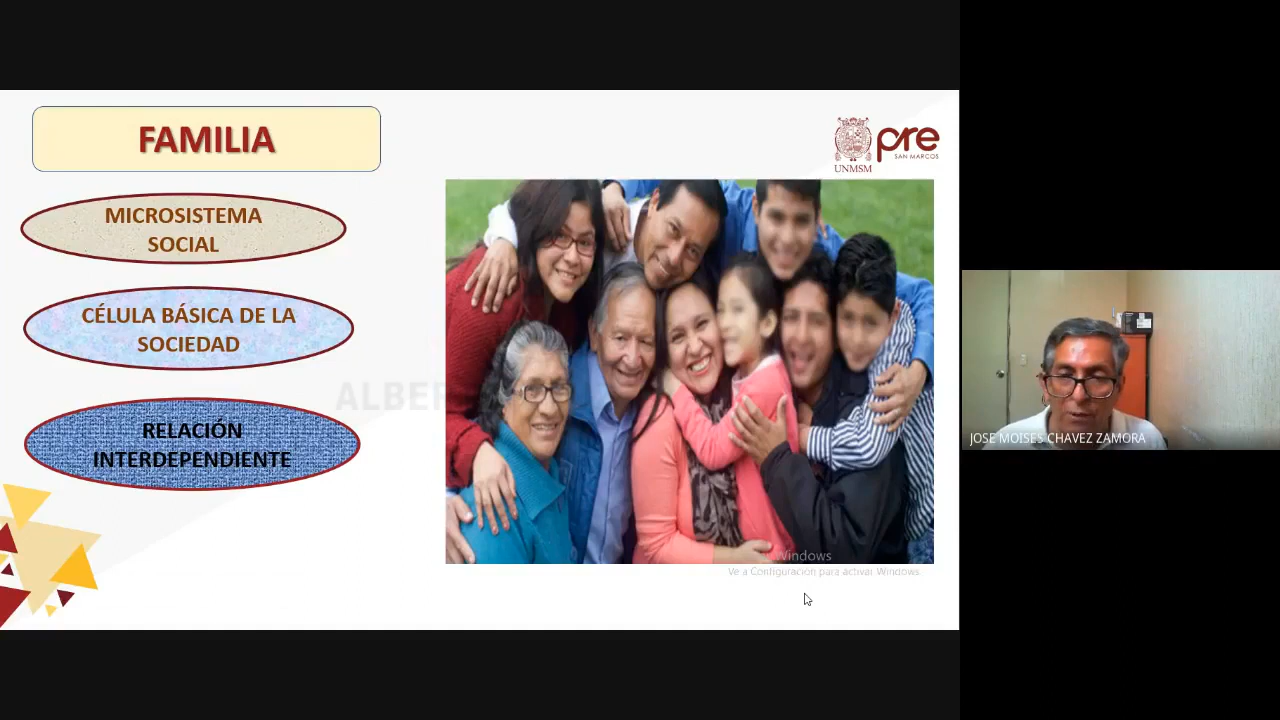 FAMILIA
MICROSISTEMA
SOCIAL
CÉLULA BÁSICA DE LA
SOCIEDAD
RELACIÓN
INTERDEPENDIENTE
pre
SAN MARCOS
UNMSM
Windows
Ve a Configuración para activar Windows.
JOSE MOISES CHAVEZ ZAMORA